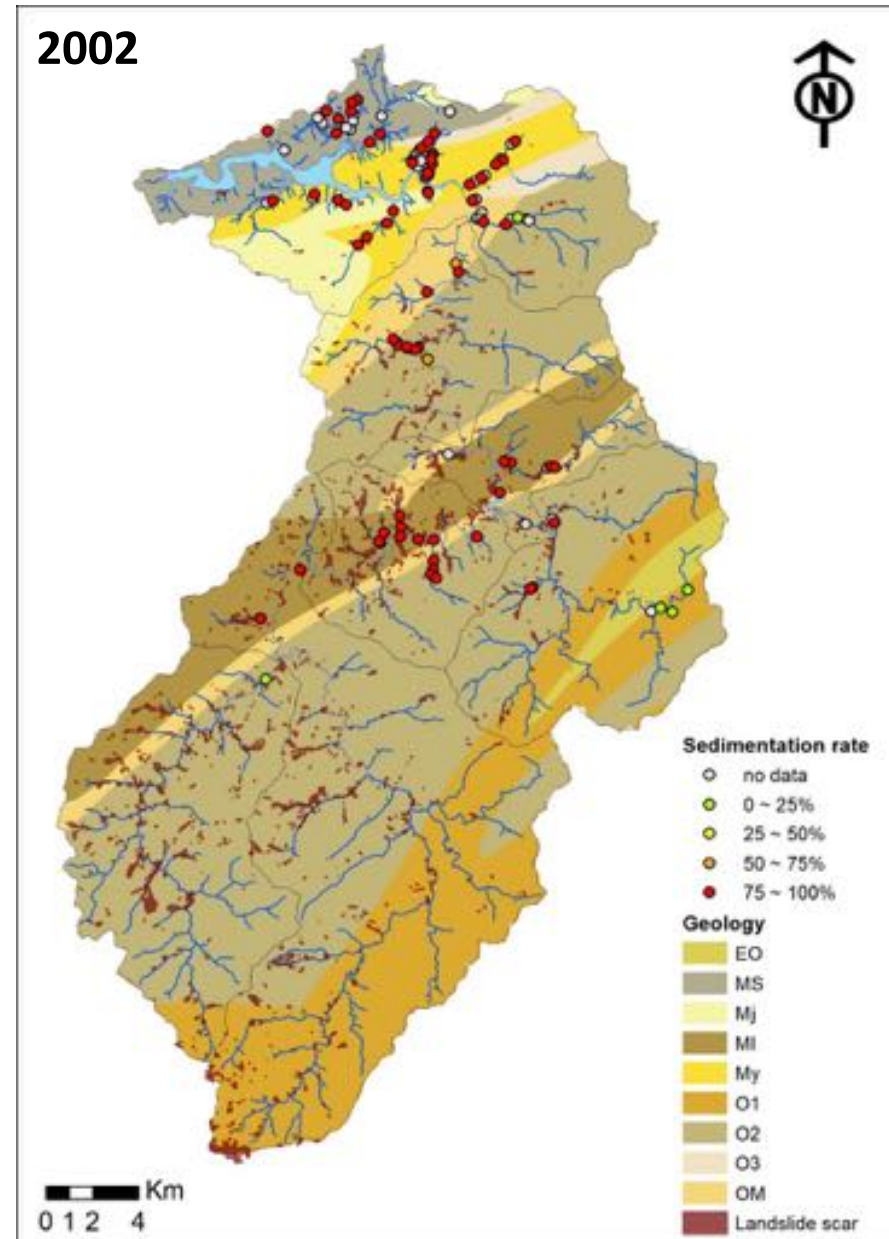 2002
N
Sedimentation rate
no data
0 ~ 25%
25 ~ 50%
50 ~ 75%
75 ~ 100%
Geology
EO
MS
Mj
Ml
My
O1
O2
O3
OM
Landslide scar
Km
0 1 2 4